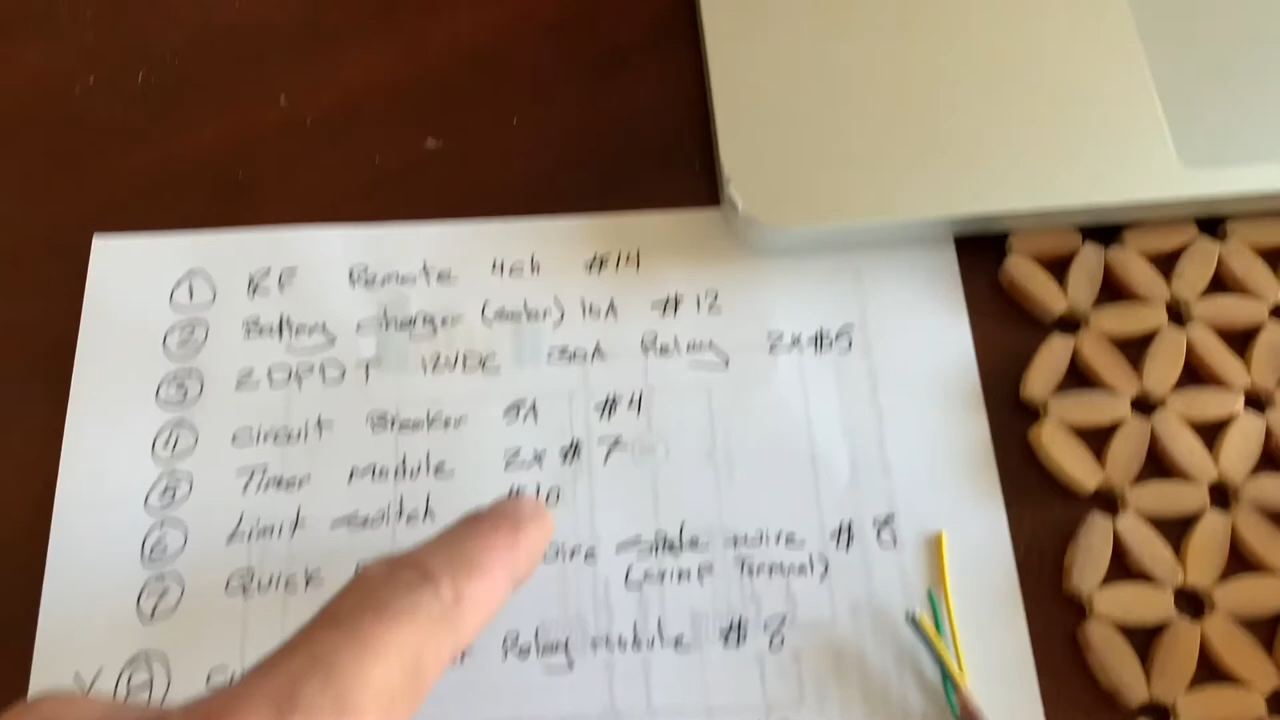 ① RF Remote 4ch #14
② Battery charger 10A #12
③ 2DPDT 12VDC 30A Relay 2x#5
④ Circuit Breaker 5A #4
⑤ Timer Module 2x # 7
⑥ Limit switch #10
⑦ Quick wire splice wire # 8
(crimp Terminal)
Relay module # 8